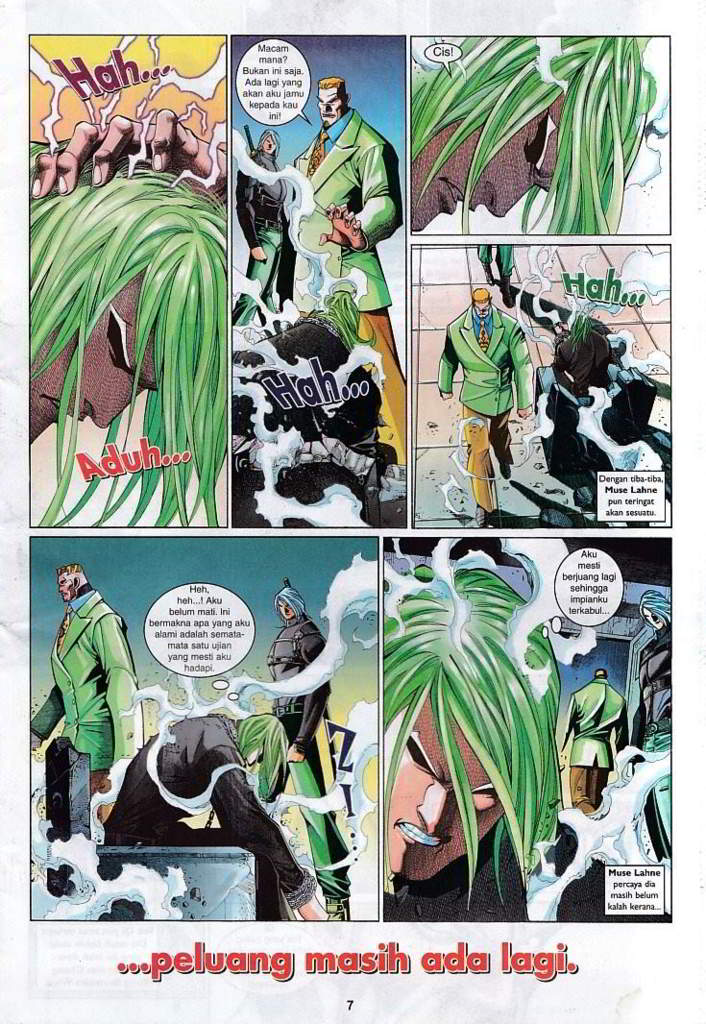 Hah...
Aduh...
Macam
mana?
Bukan ini saja.
Ada lagi yang
akan aku jamu
kepada kau
ini!
Hah...
Cis!
Hah...
Dengan tiba-tiba,
Muse Lahne
pun teringat
akan sesuatu.
Heh,
heh...! Aku
belum mati. Ini
bermakna apa yang aku
alami adalah semata-
mata satu ujian
yang mesti aku
hadapi.
Aku
mesti
berjuang lagi
sehingga
impianku
terkabul...
Muse Lahne
percaya dia
masih belum
kalah kerana...
...peluang masih ada lagi.
7